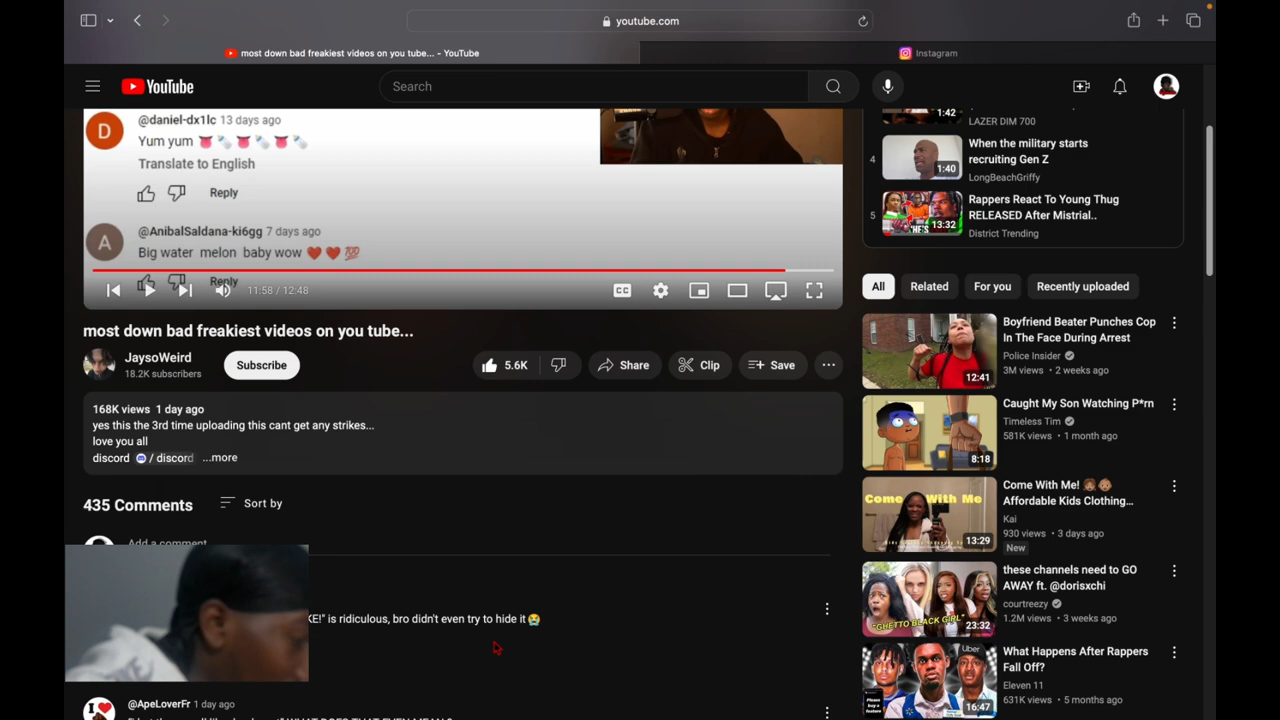 youtube.com
most down bad freakiest videos on you tube... - YouTube
Instagram
YouTube
Search
D
@daniel-dx1lc 13 days ago
Yum yum 👅🍼👅🍼👅🍼
Translate to English
Reply
A
@AnibalSaldana-ki6gg 7 days ago
Big water melon baby wow ❤️ ❤️ 💯
Reply
11:58 / 12:48
CC
most down bad freakiest videos on you tube...
JaysoWeird
18.2K subscribers
Subscribe
5.6K
Share
Clip
Save
168K views 1 day ago
yes this the 3rd time uploading this cant get any strikes...
love you all
discord / discord ...more
435 Comments
Sort by
Add a comment...
KE!" is ridiculous, bro didn't even try to hide it😭
@ApeLoverFr 1 day ago
1:42
LAZER DIM 700
4
1:40
When the military starts
recruiting Gen Z
LongBeachGriffy
5
HE'S
13:32
Rappers React To Young Thug
RELEASED After Mistrial..
District Trending
All
Related
For you
Recently uploaded
12:41
Boyfriend Beater Punches Cop
In The Face During Arrest
Police Insider
3M views • 2 weeks ago
8:18
Caught My Son Watching P*rn
Timeless Tim
581K views • 1 month ago
Come With Me
13:29
Come With Me! 👩🏽👶🏽
Affordable Kids Clothing...
Kai
930 views • 3 days ago
New
"GHETTO BLACK GIRL"
23:32
these channels need to GO
AWAY ft. @dorisxchi
courtreezy
1.2M views • 3 weeks ago
Uber
Please
buy a
feature
16:47
What Happens After Rappers
Fall Off?
Eleven 11
631K views • 5 months ago